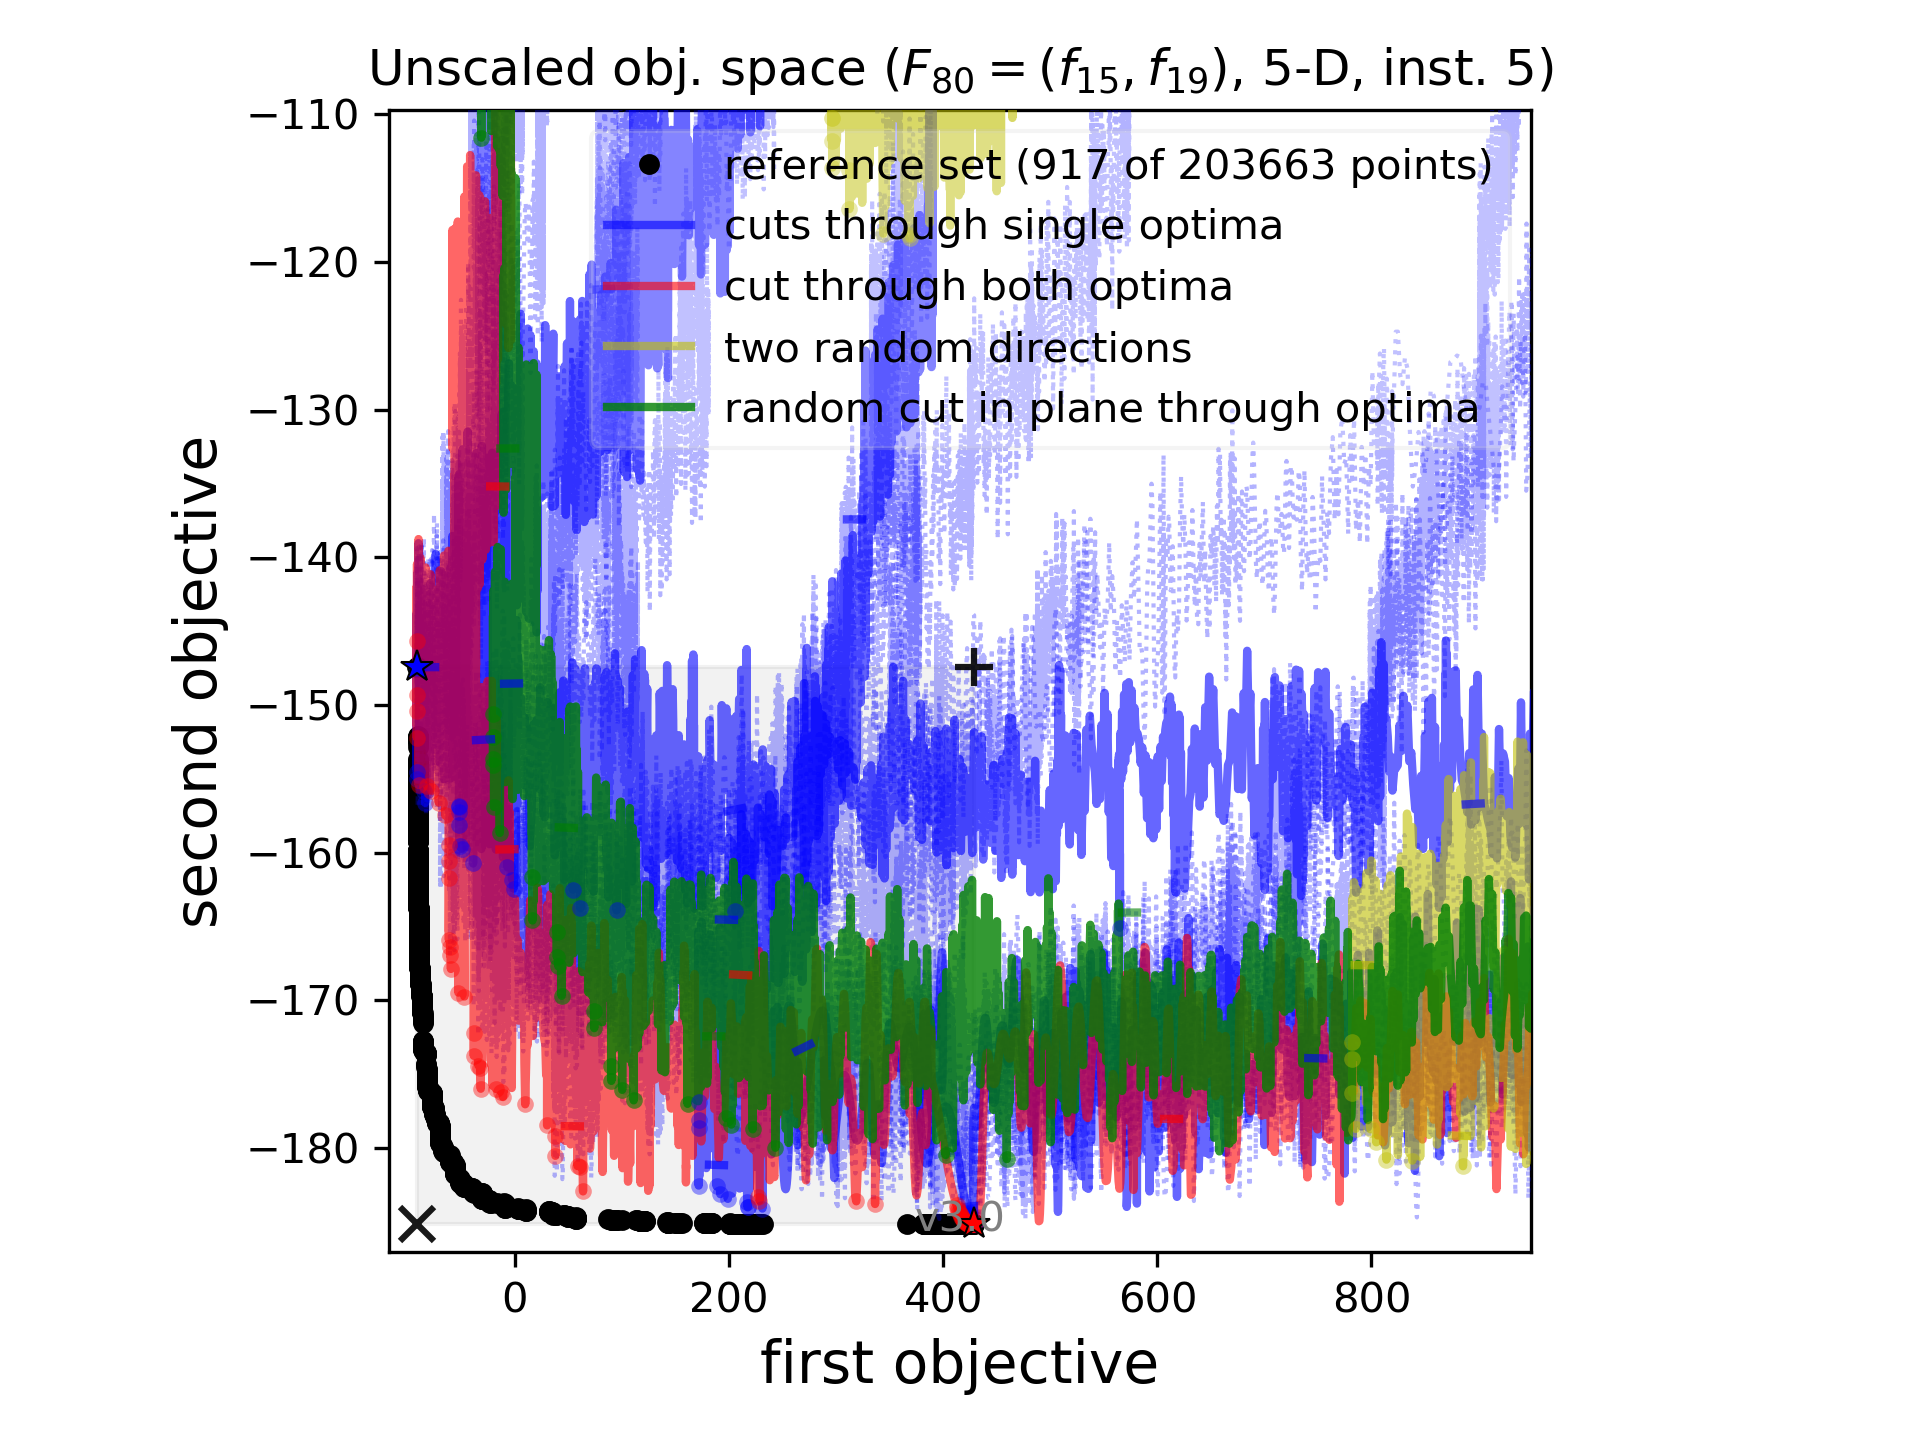 Unscaled obj. space (F₈₀ = (f₁₅, f₁₉), 5-D, inst. 5)
−110
−120
−130
−140
−150
−160
−170
−180
second objective
reference set (917 of 203663 points)
cuts through single optima
cut through both optima
two random directions
random cut in plane through optima
v3.0
0
200
400
600
800
first objective